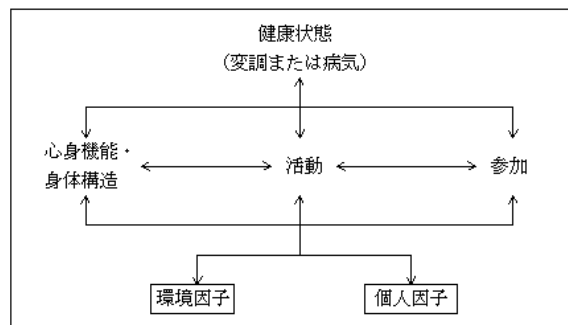 健康状態
（変調または病気）
心身機能・
身体構造
活動
参加
環境因子
個人因子